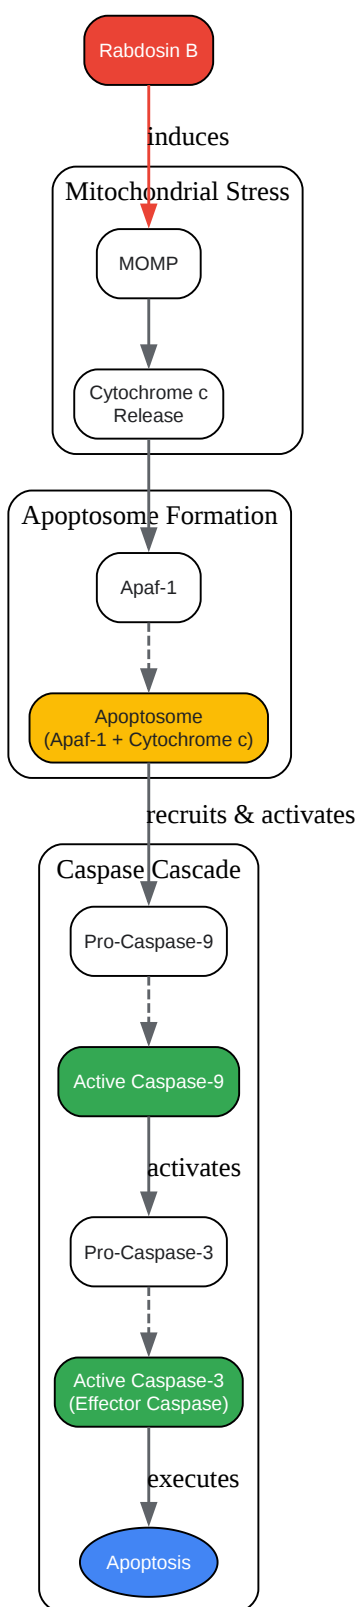 Rabdosin B
induces
Mitochondrial Stress
MOMP
Cytochrome c
Release
Apoptosome Formation
Apaf-1
Apoptosome
(Apaf-1 + Cytochrome c)
recruits & activates
Caspase Cascade
Pro-Caspase-9
Active Caspase-9
activates
Pro-Caspase-3
Active Caspase-3
(Effector Caspase)
executes
Apoptosis